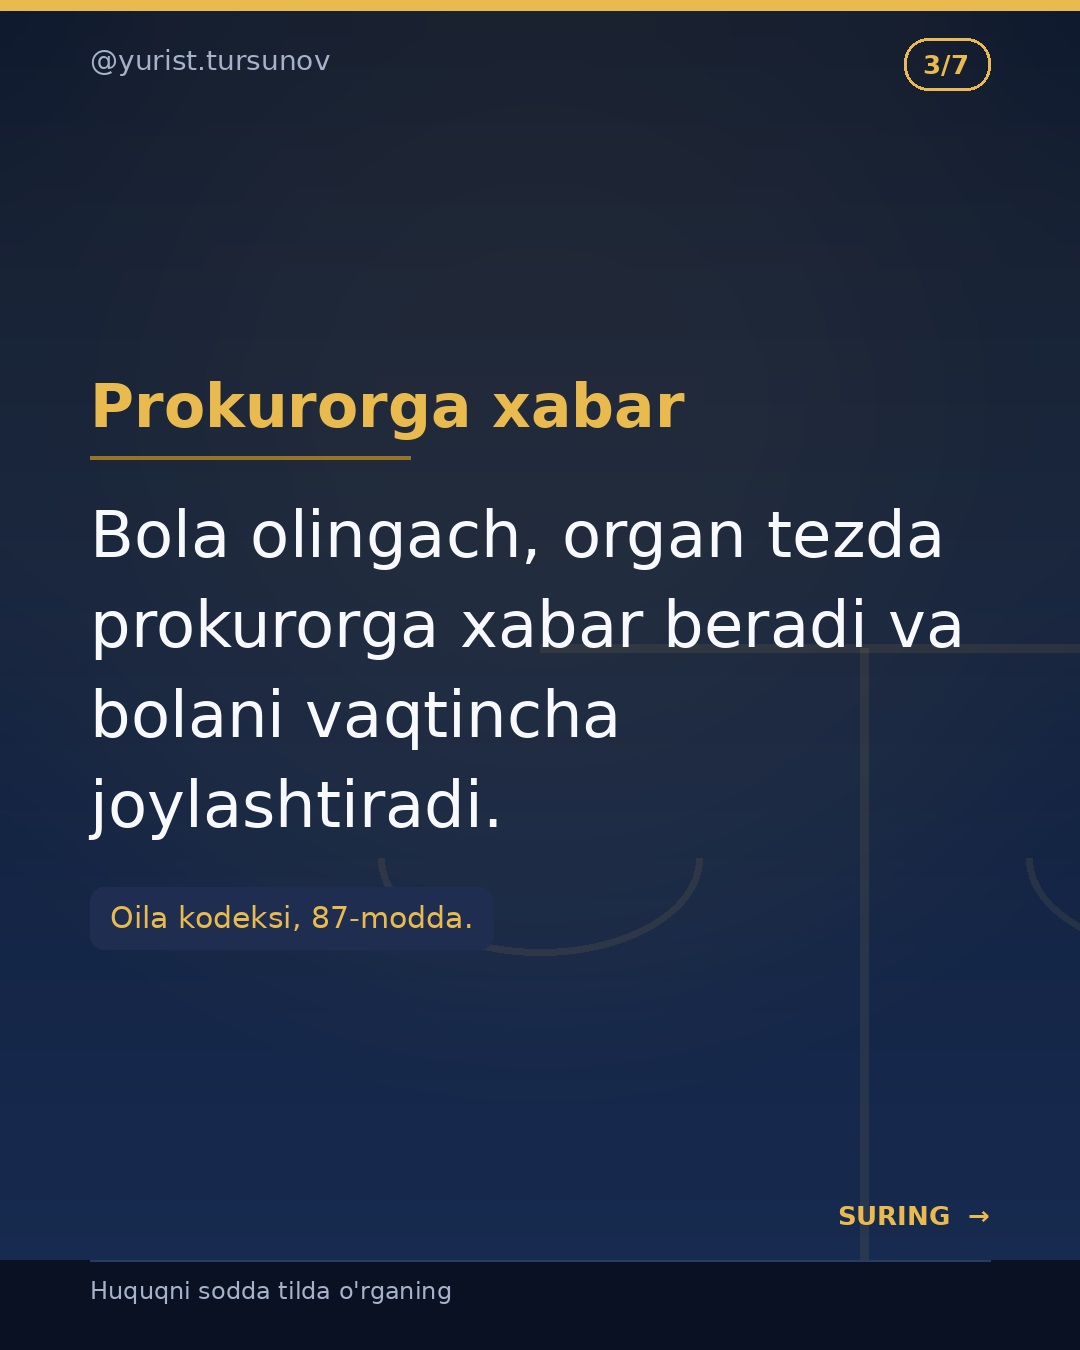 @yurist.tursunov
3/7
Prokurorga xabar
Bola olingach, organ tezda
prokurorga xabar beradi va
bolani vaqtincha
joylashtiradi.
Oila kodeksi, 87-modda.
SURING →
Huquqni sodda tilda o'rganing